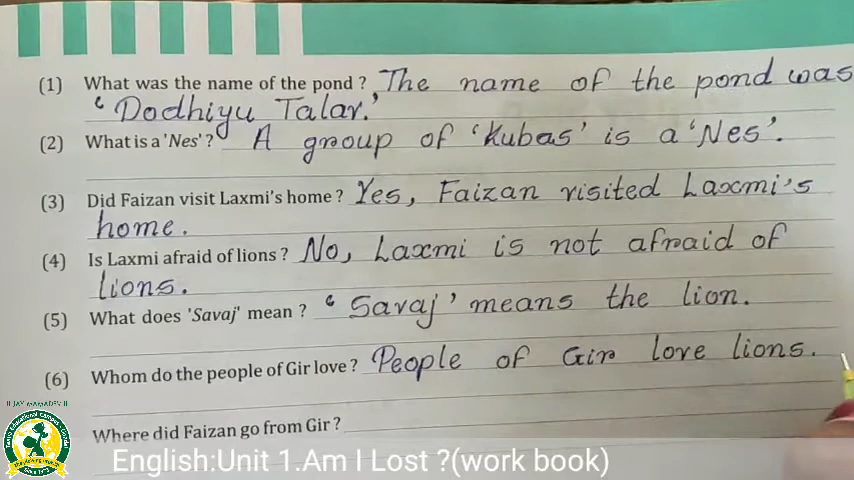 (1) What was the name of the pond ? The name of the pond was
'Dodhiyu Talav.'
(2) What is a 'Nes' ? A group of 'Kubas' is a 'Nes'.
(3) Did Faizan visit Laxmi's home ? Yes, Faizan visited Laxmi's
home.
(4) Is Laxmi afraid of lions ? No, Laxmi is not afraid of
lions.
(5) What does 'Savaj' mean ? 'Savaj' means the lion.
(6) Whom do the people of Gir love ? People of Gir love lions.
Where did Faizan go from Gir ?
|| JAY MAMADEV ||
English:Unit 1.Am I Lost ?(work book)